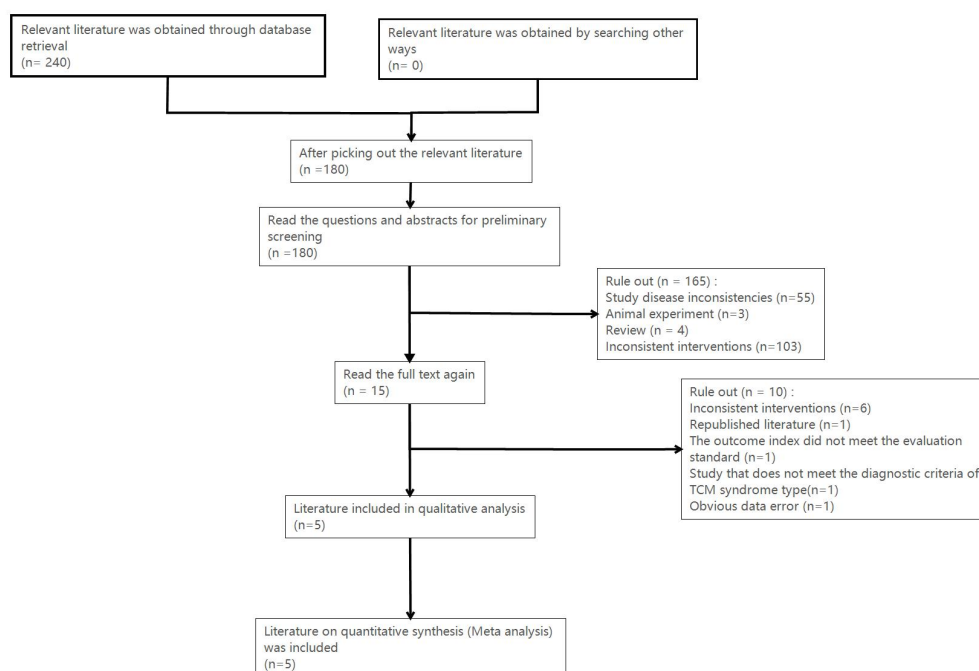 Relevant literature was obtained through database
retrieval
(n= 240)
Relevant literature was obtained by searching other
ways
(n= 0)
After picking out the relevant literature
(n =180)
Read the questions and abstracts for preliminary
screening
(n =180)
Rule out (n = 165) :
Study disease inconsistencies (n=55)
Animal experiment (n=3)
Review (n = 4)
Inconsistent interventions (n=103)
Read the full text again
(n = 15)
Rule out (n = 10) :
Inconsistent interventions (n=6)
Republished literature (n=1)
The outcome index did not meet the evaluation
standard (n=1)
Study that does not meet the diagnostic criteria of
TCM syndrome type(n=1)
Obvious data error (n=1)
Literature included in qualitative analysis
(n=5)
Literature on quantitative synthesis (Meta analysis)
was included
(n=5)